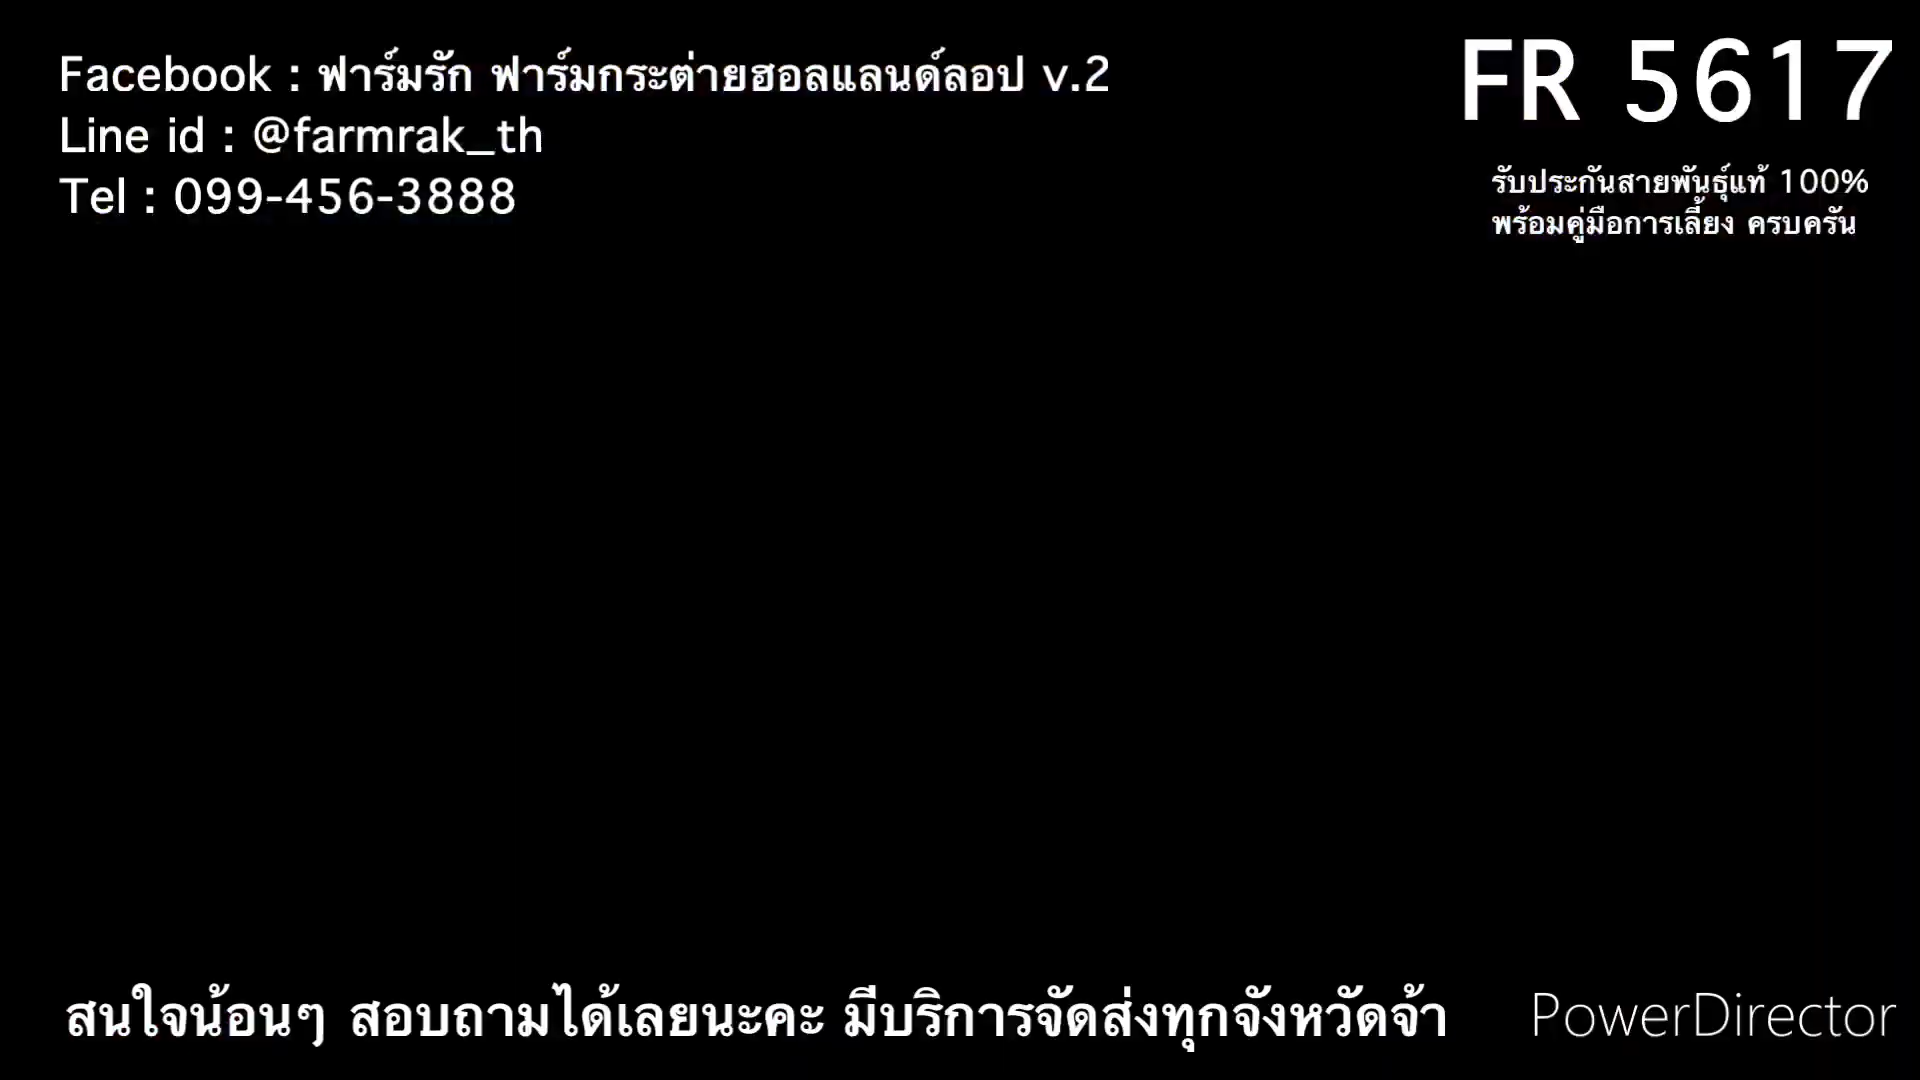 Facebook : ฟาร์มรัก ฟาร์มกระต่ายฮอลแลนด์ลอป v.2
Line id : @farmrak_th
Tel : 099-456-3888
FR 5617
รับประกันสายพันธุ์แท้ 100%
พร้อมคู่มือการเลี้ยง ครบครัน
สนใจน้อนๆ สอบถามได้เลยนะคะ มีบริการจัดส่งทุกจังหวัดจ้า
PowerDirector